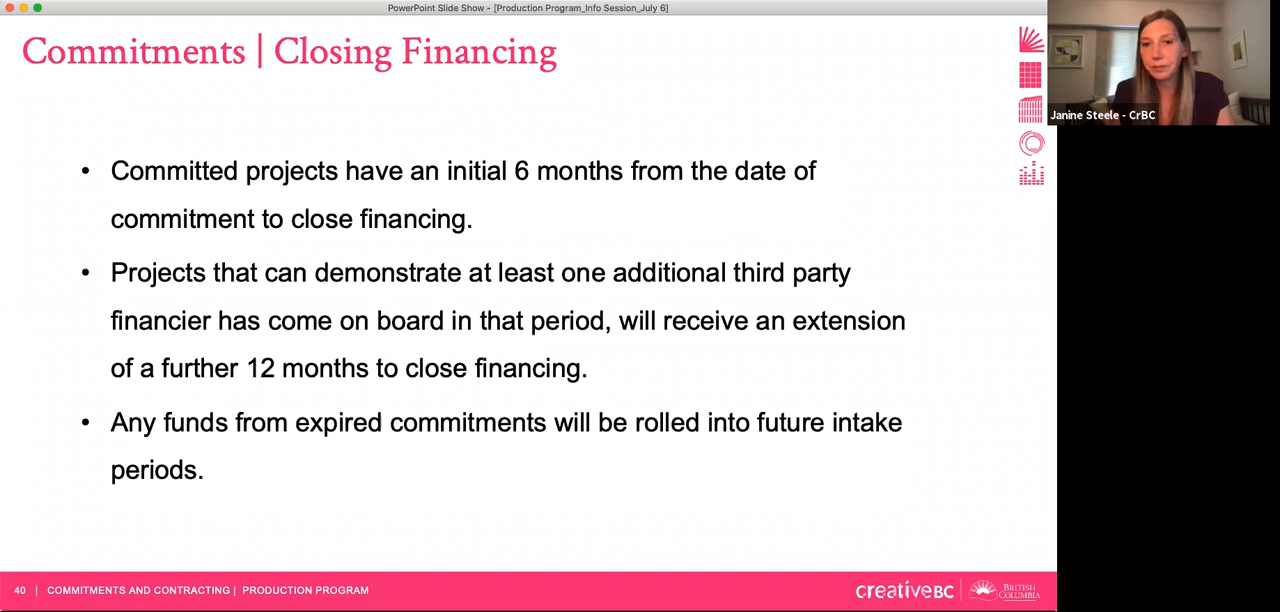 PowerPoint Slide Show - [Production Program_Info Session_July 6]
Commitments | Closing Financing
Janine Steele - CrBC
• Committed projects have an initial 6 months from the date of
commitment to close financing.
• Projects that can demonstrate at least one additional third party
financier has come on board in that period, will receive an extension
of a further 12 months to close financing.
• Any funds from expired commitments will be rolled into future intake
periods.
40 | COMMITMENTS AND CONTRACTING | PRODUCTION PROGRAM
creativeBC
BRITISH
COLUMBIA